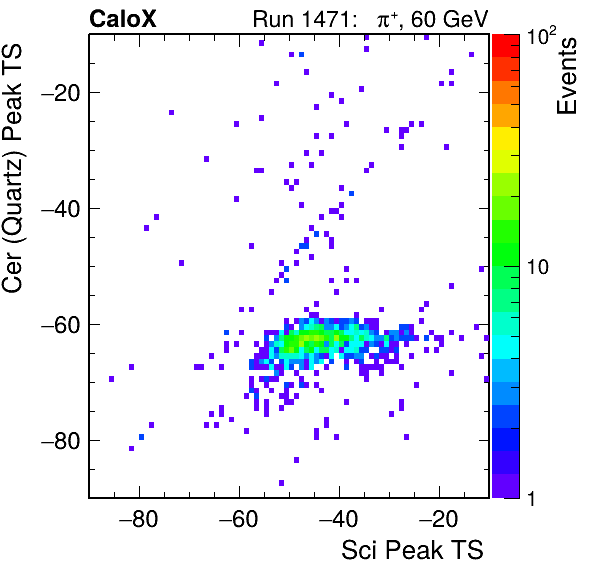 CaloX Run 1471: π⁺, 60 GeV
Cer (Quartz) Peak TS
−20
−40
−60
−80
−80 −60 −40 −20
Sci Peak TS
10²
10
1
Events